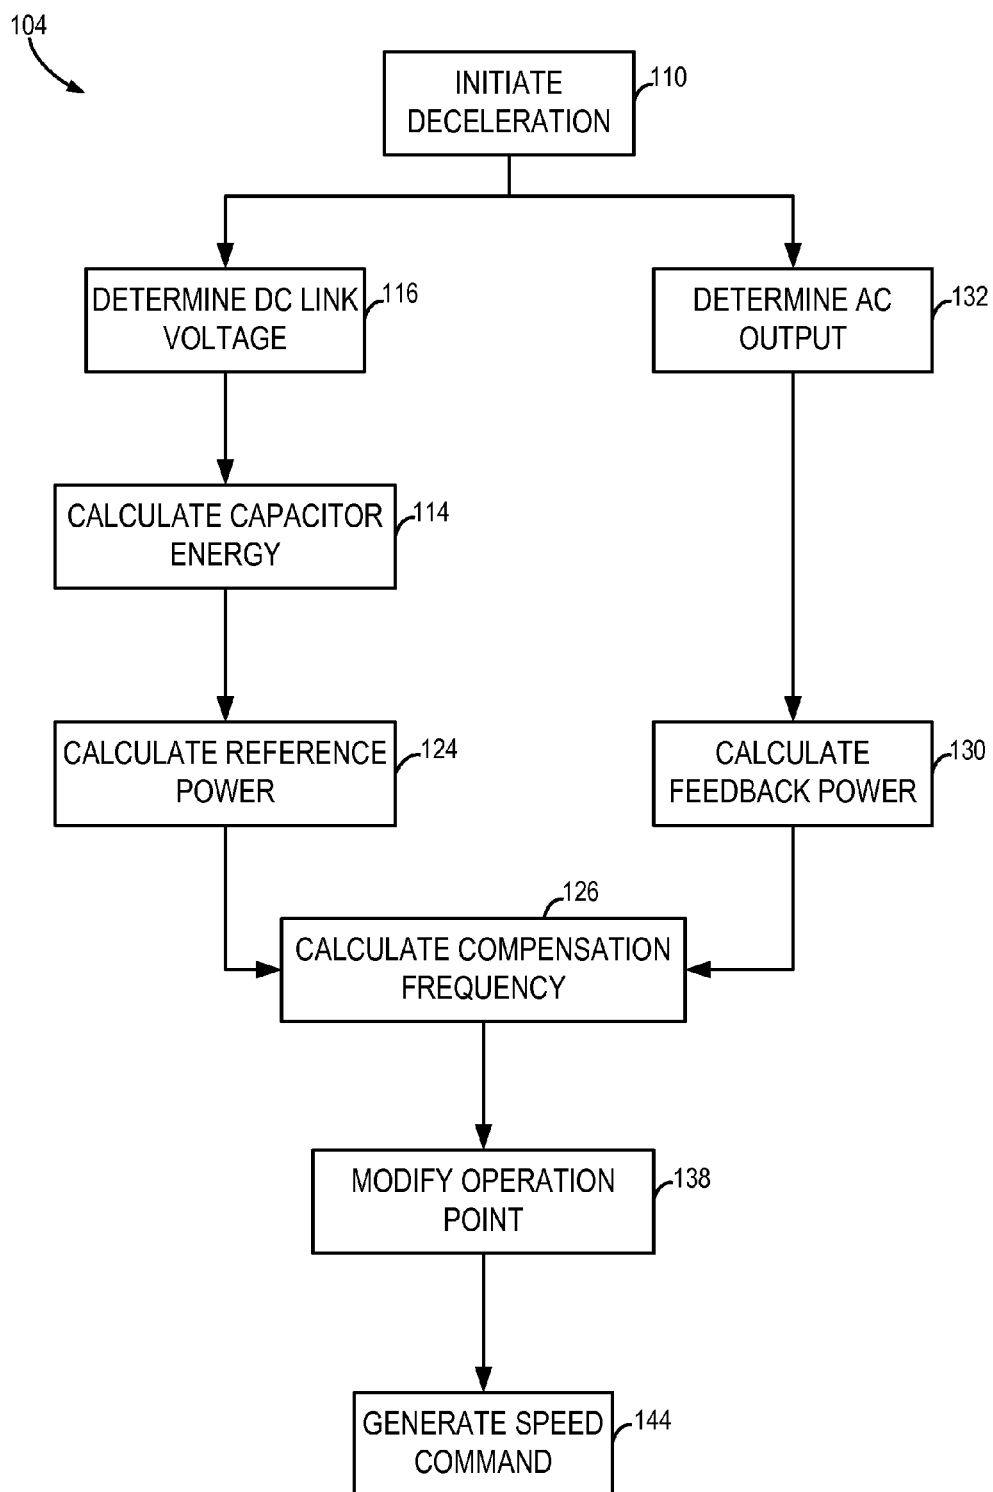 104
INITIATE
DECELERATION
110
DETERMINE DC LINK
VOLTAGE
116
DETERMINE AC
OUTPUT
132
CALCULATE CAPACITOR
ENERGY
114
CALCULATE REFERENCE
POWER
124
CALCULATE
FEEDBACK POWER
130
126
CALCULATE COMPENSATION
FREQUENCY
MODIFY OPERATION
POINT
138
GENERATE SPEED
COMMAND
144